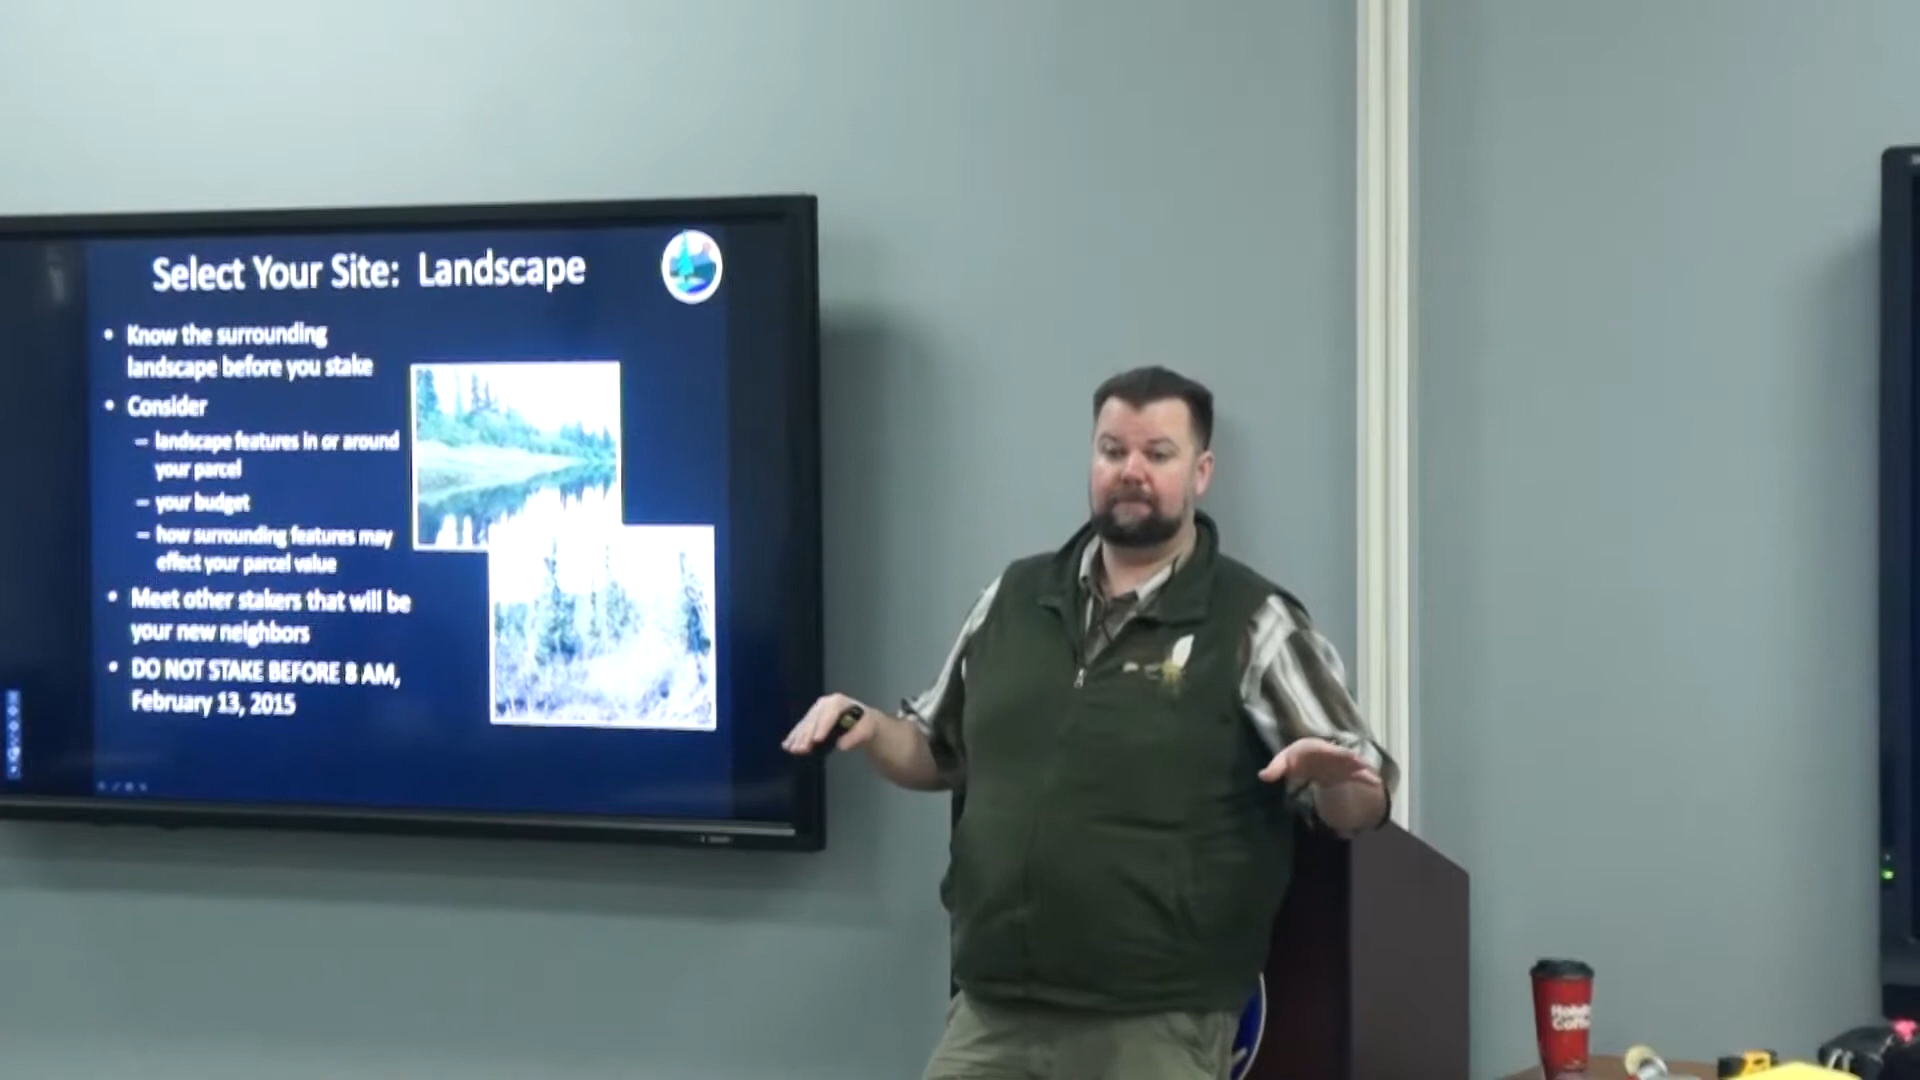 Select Your Site: Landscape
• Know the surrounding
landscape before you stake
• Consider
– landscape features in or around
your parcel
– your budget
– how surrounding features may
effect your parcel value
• Meet other stakers that will be
your new neighbors
• DO NOT STAKE BEFORE 8 AM,
February 13, 2015